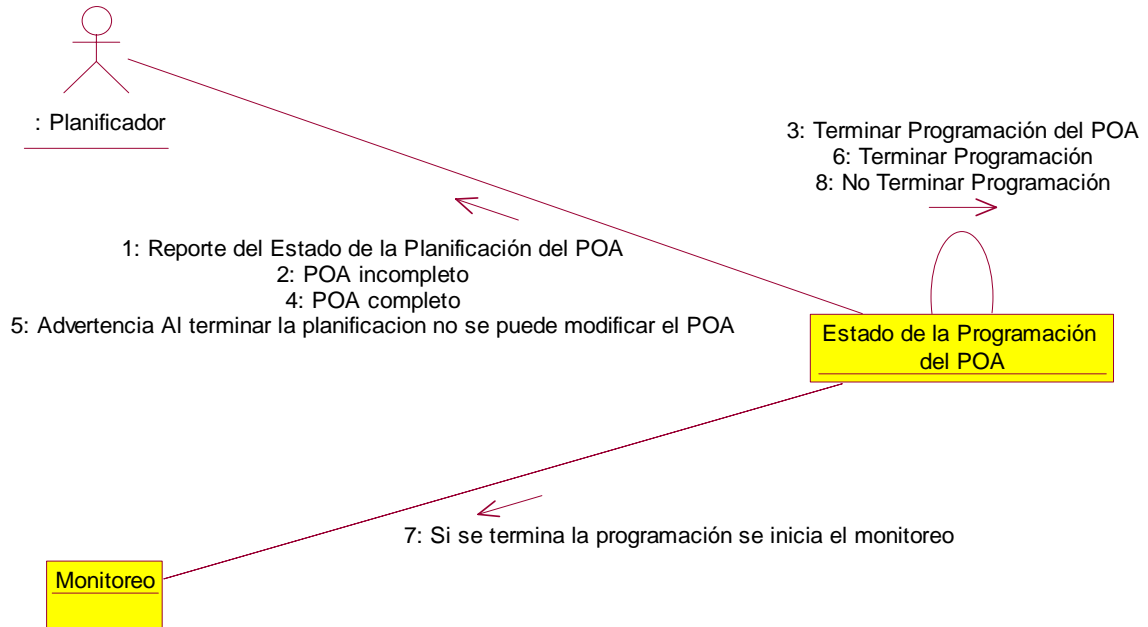 : Planificador
3: Terminar Programación del POA
6: Terminar Programación
8: No Terminar Programación
1: Reporte del Estado de la Planificación del POA
2: POA incompleto
4: POA completo
5: Advertencia Al terminar la planificacion no se puede modificar el POA
Estado de la Programación
del POA
7: Si se termina la programación se inicia el monitoreo
Monitoreo